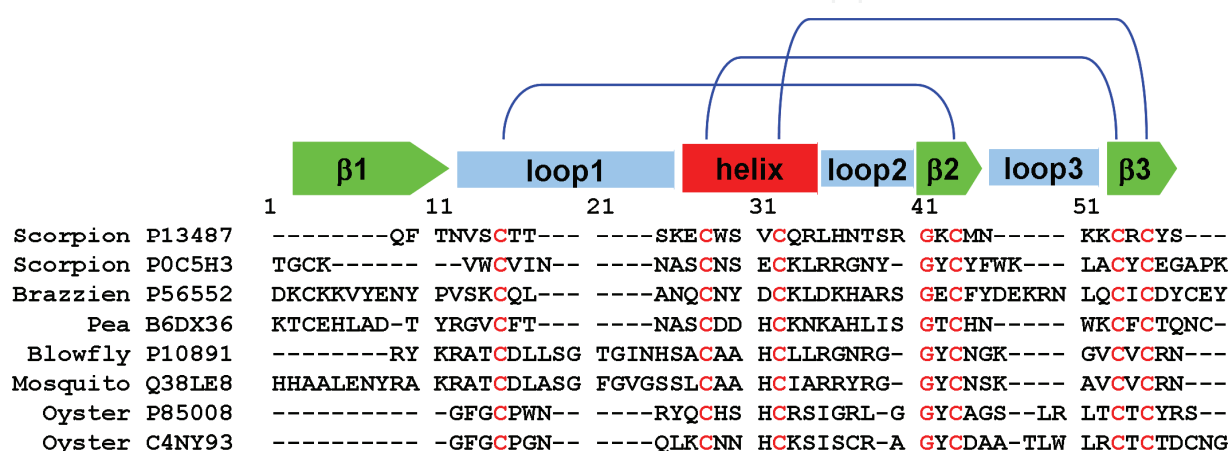 β1 loop1 helix loop2 β2 loop3 β3
1 11 21 31 41 51
Scorpion P13487 ---------QF TNVSCTT--- ----SKECWS VCQRLHNTSR GKCMN----- KKCRCYS---
Scorpion P0C5H3 TGCK------ --VWCVIN-- ----NASCNS ECKLRRGNY- GYCYFWK--- LACYCEGAPK
Brazzien P56552 DKCKKVYENY PVSKCQL--- ----ANQCNY DCKLDKHARS GECFYDEKRN LQCICDYCEY
Pea B6DX36 KTCEHLAD-T YRGVCFT--- ----NASCDD HCKNKAHLIS GTCHN----- WKCFCTQNC-
Blowfly P10891 ---------RY KRATCDLLSG TGINHSACAA HCLLRGNRG- GYCNGK---- GVCVCRN---
Mosquito Q38LE8 HHAALENYRA KRATCDLASG FGVGSSLCAA HCIARRYRG- GYCNSK---- AVCVCRN---
Oyster P85008 ---------- -GFGCPWN-- ----RYQCHS HCRSIGRL-G GYCAGS--LR LTCTCYRS--
Oyster C4NY93 ---------- -GFGCPGN-- ----QLKCNN HCKSISCR-A GYCDAA-TLW LRCTCTDCNG